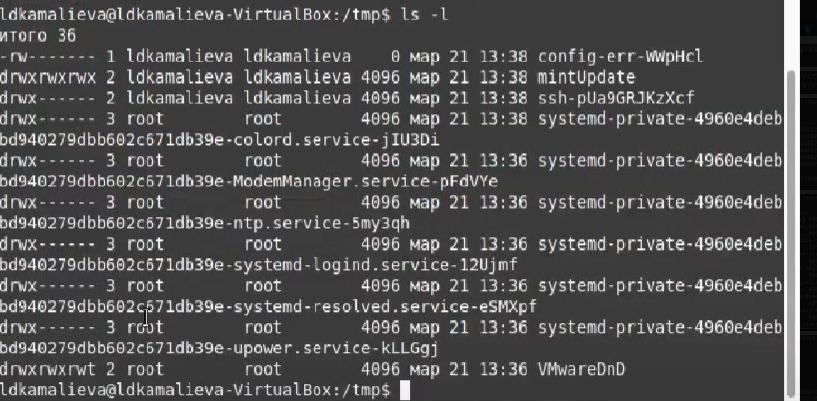 ldkamalieva@ldkamalieva-VirtualBox:/tmp$ ls -l
итого 36
-rw------- 1 ldkamalieva ldkamalieva    0 мар 21 13:38 config-err-WWpHcl
drwxrwxrwx 2 ldkamalieva ldkamalieva 4096 мар 21 13:38 mintUpdate
drwx------ 2 ldkamalieva ldkamalieva 4096 мар 21 13:38 ssh-pUa9GRJKzXcf
drwx------ 3 root        root        4096 мар 21 13:38 systemd-private-4960e4deb
bd940279dbb602c671db39e-colord.service-jIU3Di
drwx------ 3 root        root        4096 мар 21 13:36 systemd-private-4960e4deb
bd940279dbb602c671db39e-ModemManager.service-pFdVYe
drwx------ 3 root        root        4096 мар 21 13:36 systemd-private-4960e4deb
bd940279dbb602c671db39e-ntp.service-5my3qh
drwx------ 3 root        root        4096 мар 21 13:36 systemd-private-4960e4deb
bd940279dbb602c671db39e-systemd-logind.service-12Ujmf
drwx------ 3 root        root        4096 мар 21 13:36 systemd-private-4960e4deb
bd940279dbb602c671db39e-systemd-resolved.service-eSMXpf
drwx------ 3 root        root        4096 мар 21 13:36 systemd-private-4960e4deb
bd940279dbb602c671db39e-upower.service-kLLGgj
drwxrwxrwt 2 root        root        4096 мар 21 13:36 VMwareDnD
ldkamalieva@ldkamalieva-VirtualBox:/tmp$